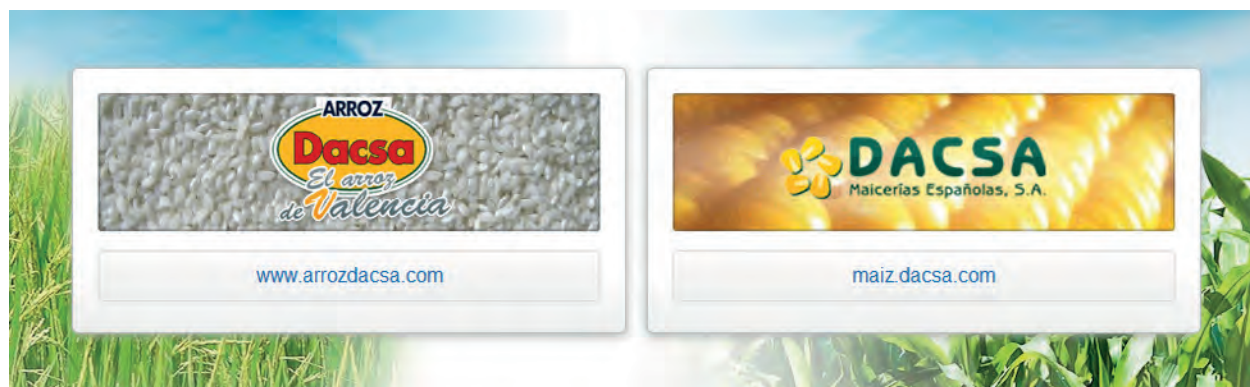 ARROZ
Dacsa
El arroz
de Valencia
www.arrozdacsa.com
DACSA
Maicerías Españolas, S.A.
maiz.dacsa.com